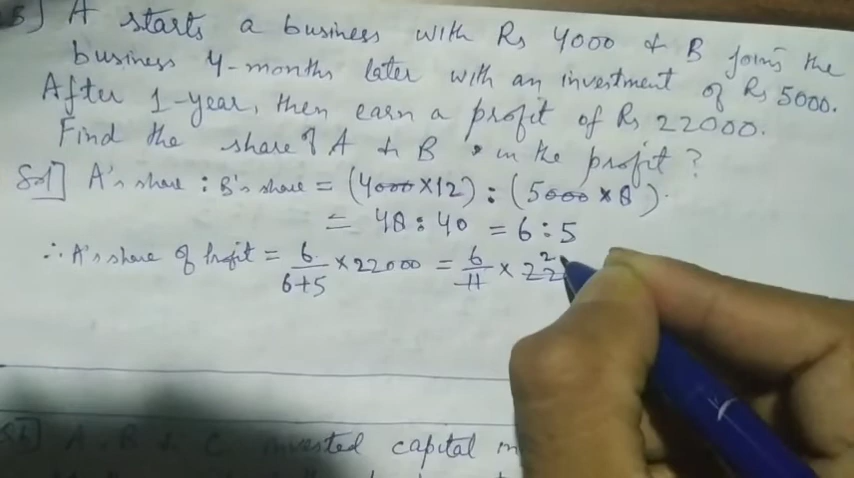 5] A starts a business with Rs 4000 & B joins the
business 4-months later with an investment of Rs 5000.
After 1-year, then earn a profit of Rs 22000.
Find the share of A & B in the profit?
Sol] A's share : B's share = (4000 × 12) : (5000 × 8).
= 48 : 40 = 6 : 5
∴ A's share of Profit = 6/6+5 × 22000 = 6/11 × 22 2
A, B & C invested capital